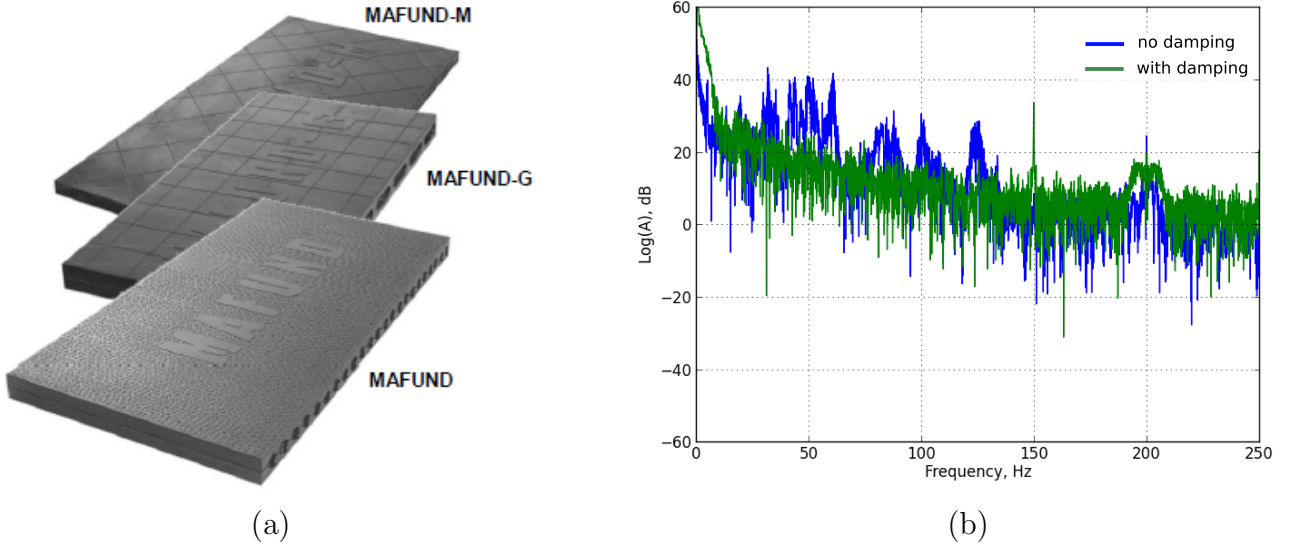 MAFUND-M
MAFUND-G
MAFUND
MAFUND
(a)
60
40
20
0
−20
−40
−60
Log(A), dB
no damping
with damping
0
50
100
150
200
250
Frequency, Hz
(b)